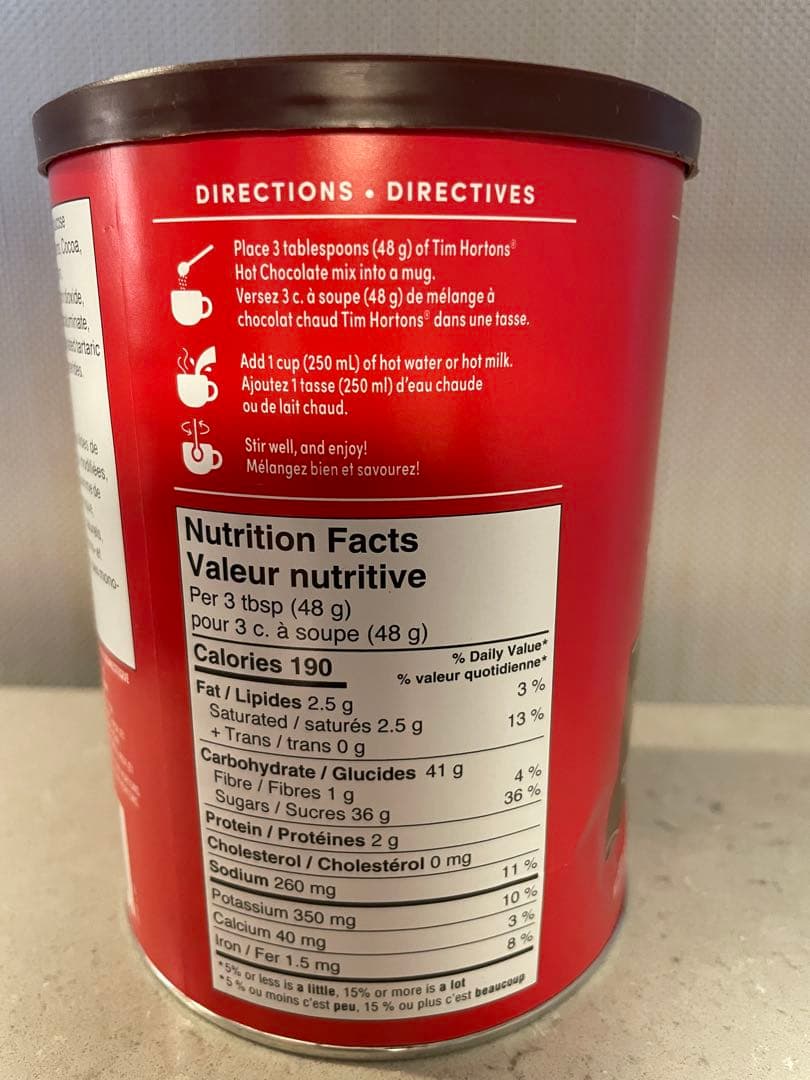 DIRECTIONS • DIRECTIVES
Place 3 tablespoons (48 g) of Tim Hortons®
Hot Chocolate mix into a mug.
Versez 3 c. à soupe (48 g) de mélange à
chocolat chaud Tim Hortons® dans une tasse.
Add 1 cup (250 mL) of hot water or hot milk.
Ajoutez 1 tasse (250 ml) d'eau chaude
ou de lait chaud.
Stir well, and enjoy!
Mélangez bien et savourez!
Nutrition Facts
Valeur nutritive
Per 3 tbsp (48 g)
pour 3 c. à soupe (48 g)
Calories 190
% Daily Value*
% valeur quotidienne*
Fat / Lipides 2.5 g 3 %
Saturated / saturés 2.5 g
+ Trans / trans 0 g 13 %
Carbohydrate / Glucides 41 g
Fibre / Fibres 1 g 4 %
Sugars / Sucres 36 g 36 %
Protein / Protéines 2 g
Cholesterol / Cholestérol 0 mg
Sodium 260 mg 11 %
Potassium 350 mg 10 %
Calcium 40 mg 3 %
Iron / Fer 1.5 mg 8 %
*5% or less is a little, 15% or more is a lot
*5 % ou moins c'est peu, 15 % ou plus c'est beaucoup
Cocoa,
tartaric